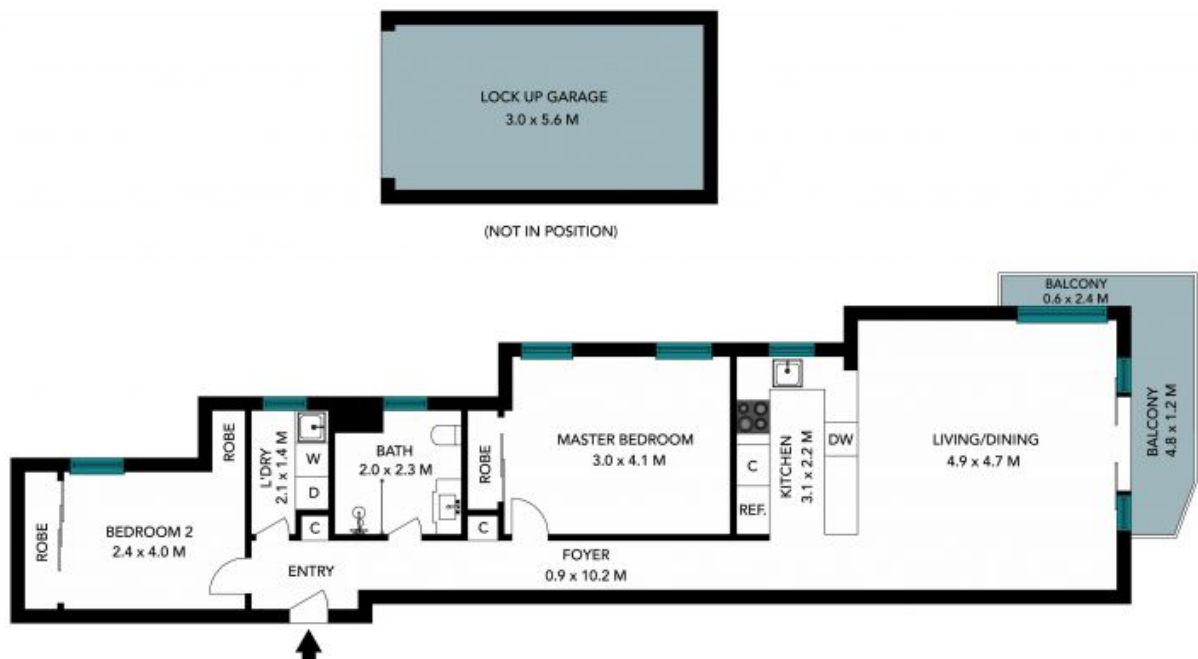 LOCK UP GARAGE
3.0 x 5.6 M
(NOT IN POSITION)
BALCONY
0.6 x 2.4 M
BALCONY
4.8 x 1.2 M
LIVING/DINING
4.9 x 4.7 M
DW
KITCHEN
3.1 x 2.2 M
C
REF.
MASTER BEDROOM
3.0 x 4.1 M
ROBE
C
BATH
2.0 x 2.3 M
W
D
C
L'DRY
2.1 x 1.4 M
ROBE
BEDROOM 2
2.4 x 4.0 M
ROBE
ENTRY
FOYER
0.9 x 10.2 M